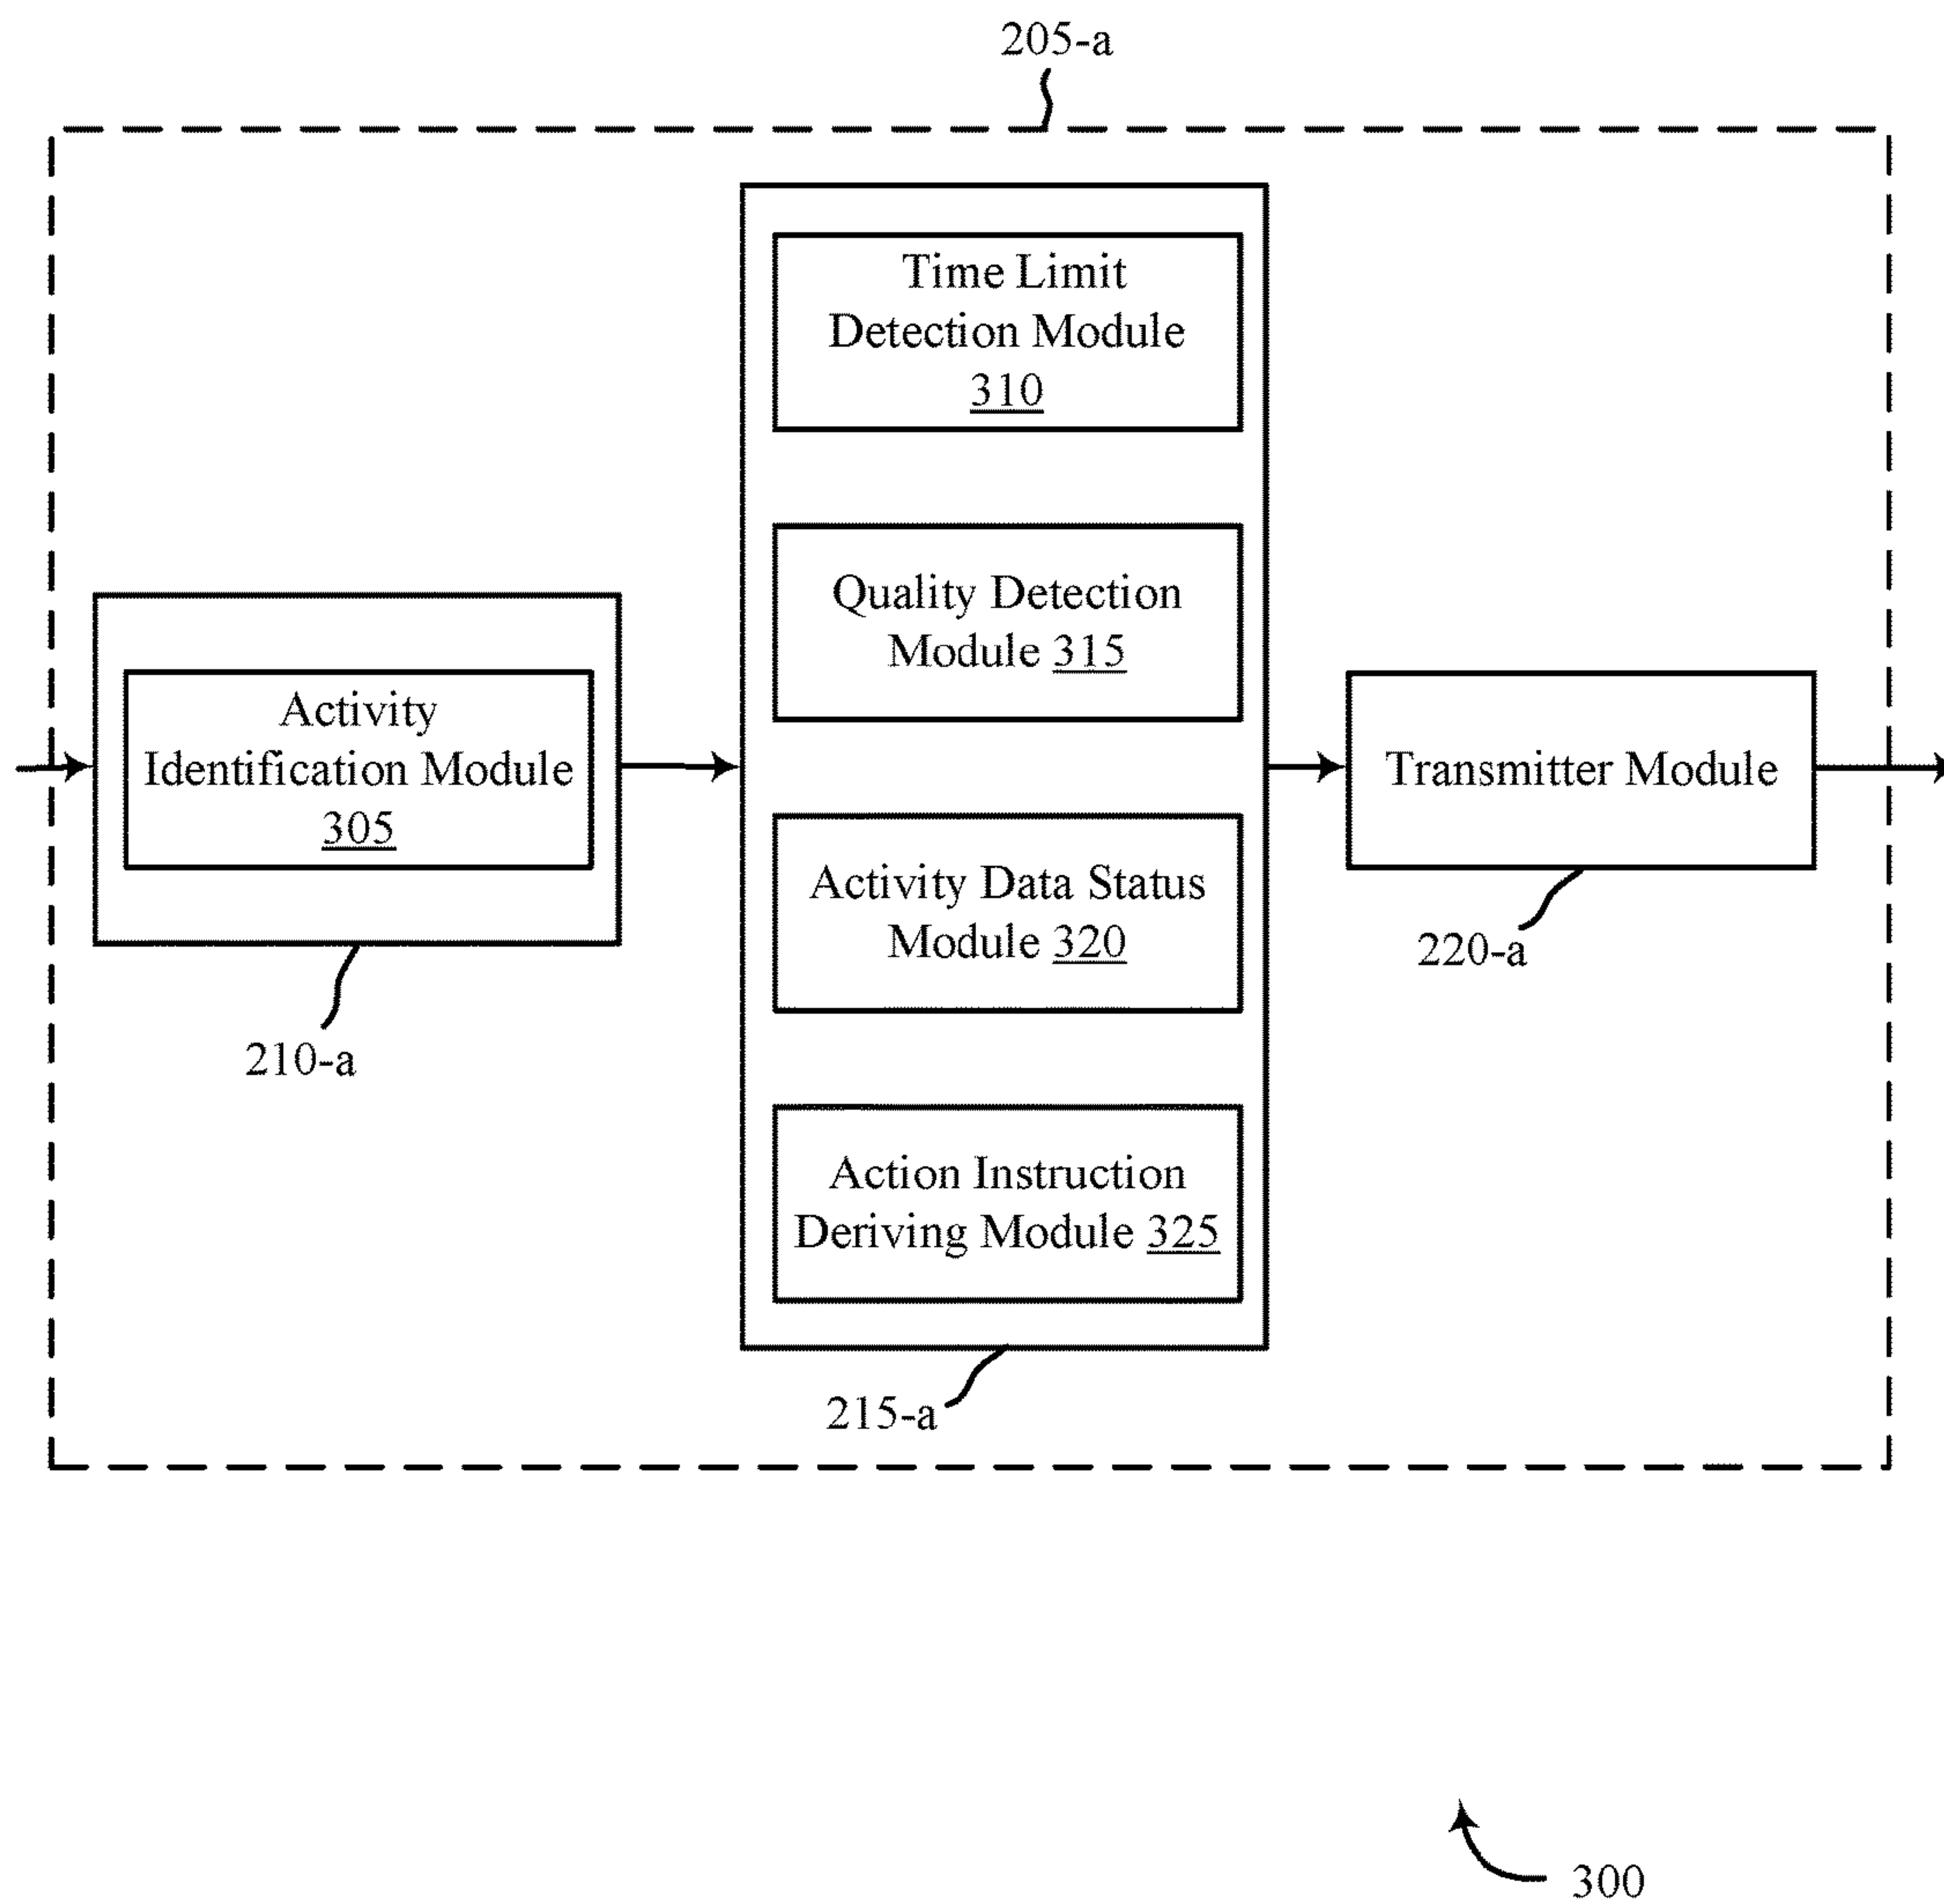 205-a
Time Limit
Detection Module
310
Quality Detection
Module 315
Activity
Identification Module
305
Transmitter Module
Activity Data Status
Module 320
220-a
210-a
Action Instruction
Deriving Module 325
215-a
300